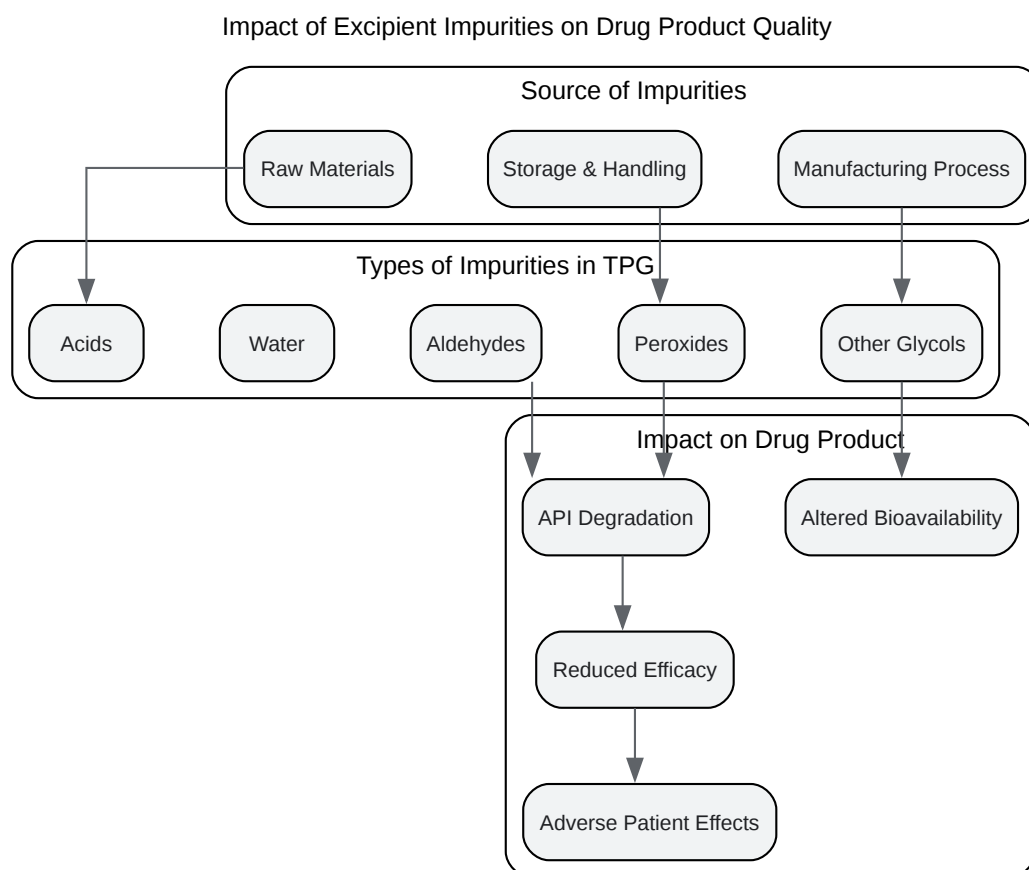 Impact of Excipient Impurities on Drug Product Quality
Source of Impurities
Raw Materials
Storage & Handling
Manufacturing Process
Types of Impurities in TPG
Acids
Water
Aldehydes
Peroxides
Other Glycols
Impact on Drug Product
API Degradation
Altered Bioavailability
Reduced Efficacy
Adverse Patient Effects